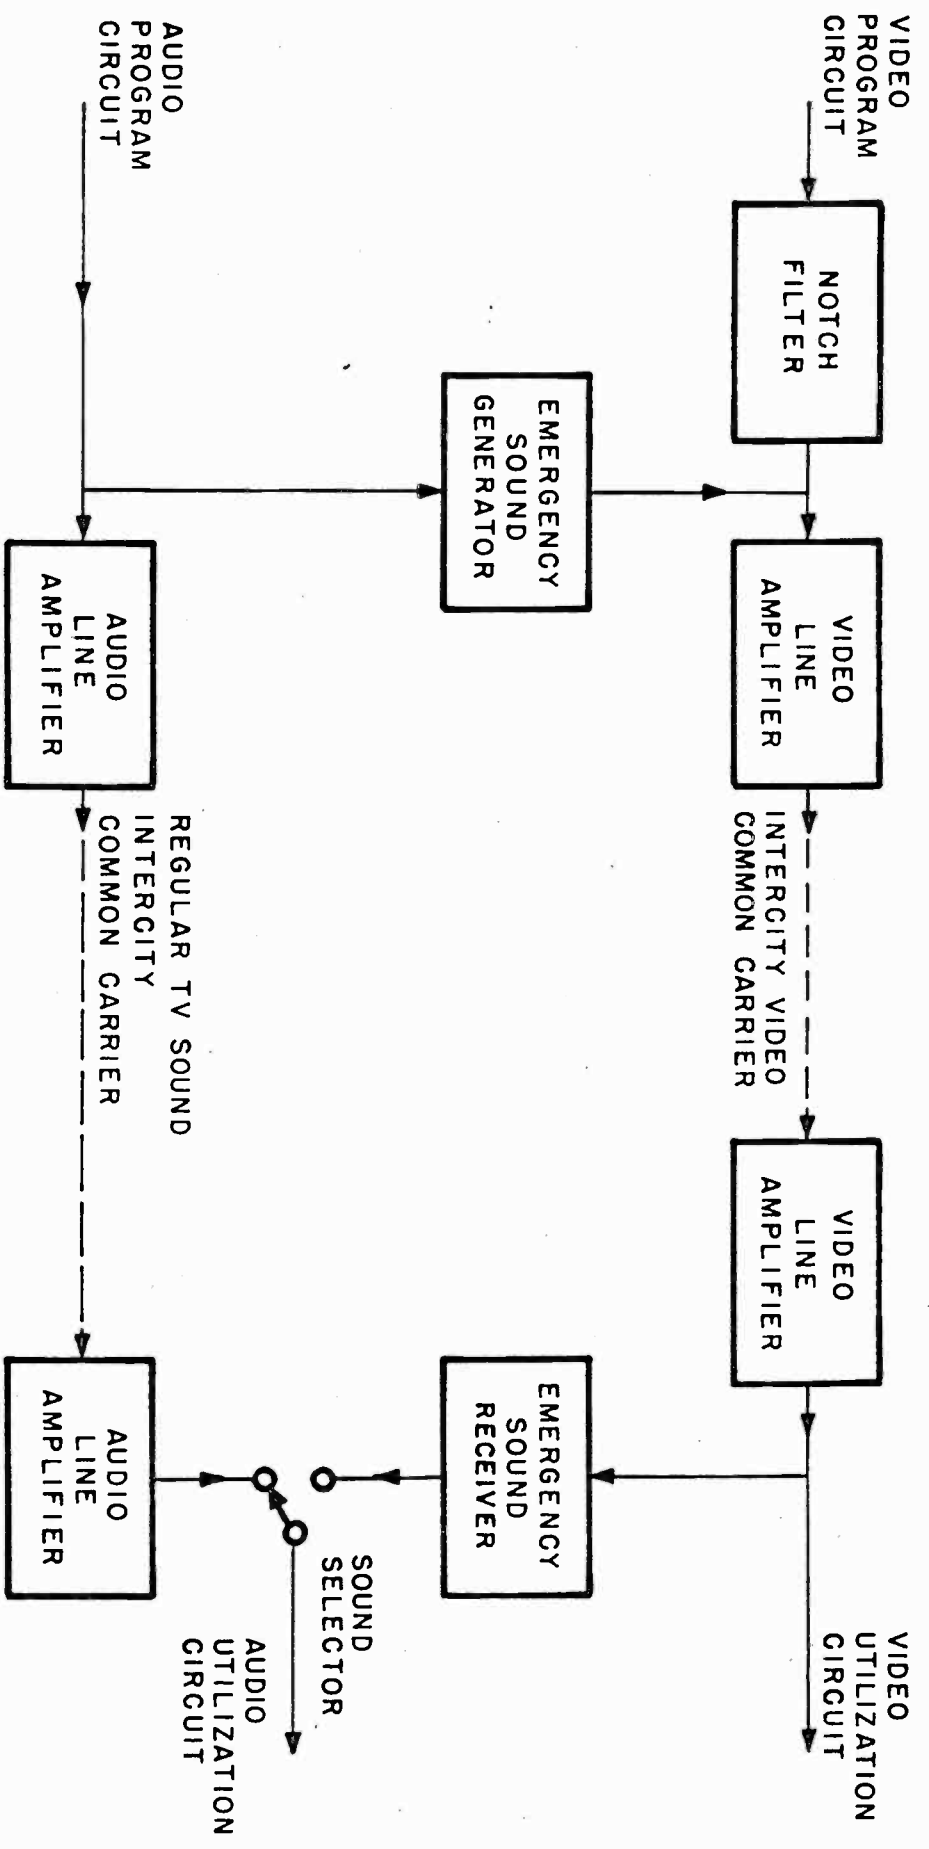 VIDEO
PROGRAM
CIRCUIT
NOTCH
FILTER
VIDEO
LINE
AMPLIFIER
INTERCITY VIDEO
COMMON CARRIER
VIDEO
LINE
AMPLIFIER
VIDEO
UTILIZATION
CIRCUIT
EMERGENCY
SOUND
GENERATOR
EMERGENCY
SOUND
RECEIVER
SOUND
SELECTOR
AUDIO
UTILIZATION
CIRCUIT
AUDIO
PROGRAM
CIRCUIT
AUDIO
LINE
AMPLIFIER
REGULAR TV SOUND
INTERCITY
COMMON CARRIER
AUDIO
LINE
AMPLIFIER